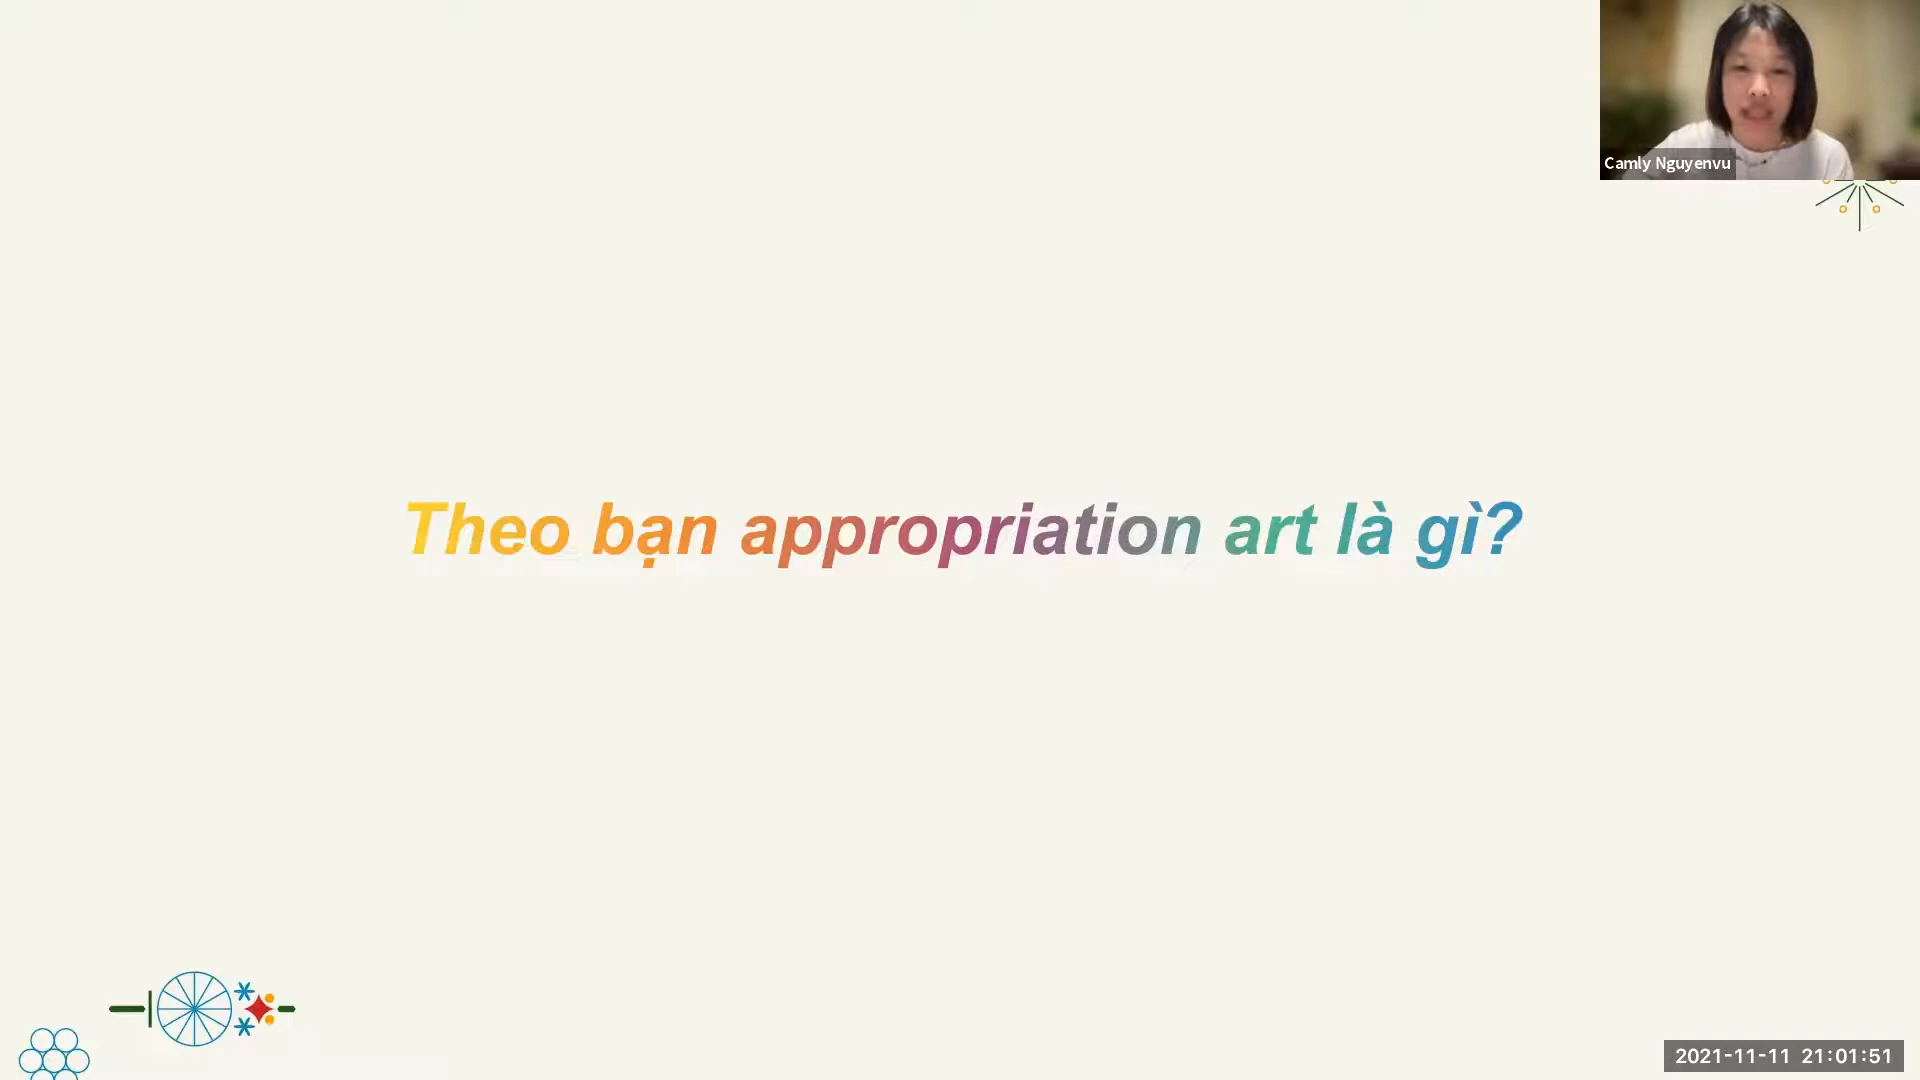 Camly Nguyenvu
Theo bạn appropriation art là gì?
2021-11-11 21:01:51